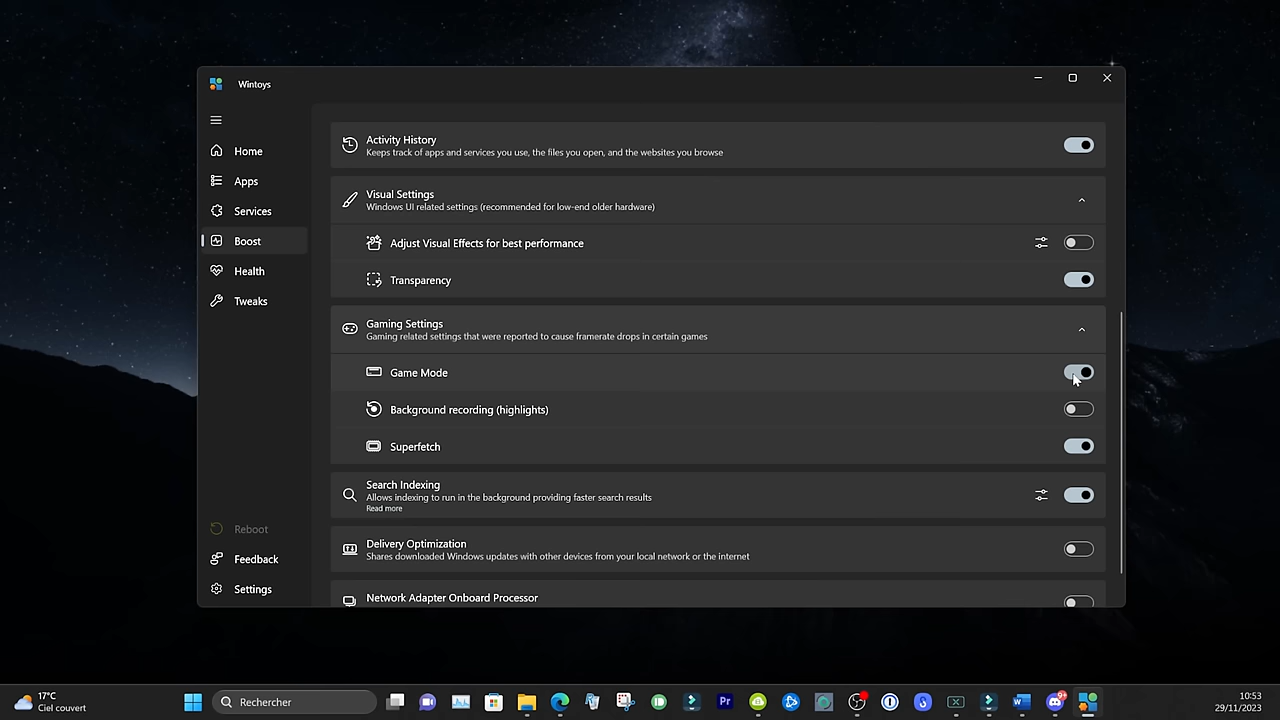 Wintoys
Home
Apps
Services
Boost
Health
Tweaks
Reboot
Feedback
Settings
Activity History
Keeps track of apps and services you use, the files you open, and the websites you browse
Visual Settings
Windows UI related settings (recommended for low-end older hardware)
Adjust Visual Effects for best performance
Transparency
Gaming Settings
Gaming related settings that were reported to cause framerate drops in certain games
Game Mode
Background recording (highlights)
Superfetch
Search Indexing
Allows indexing to run in the background providing faster search results
Read more
Delivery Optimization
Shares downloaded Windows updates with other devices from your local network or the internet
Network Adapter Onboard Processor
17°C
Ciel couvert
Rechercher
Pr
9+
10:53
29/11/2023